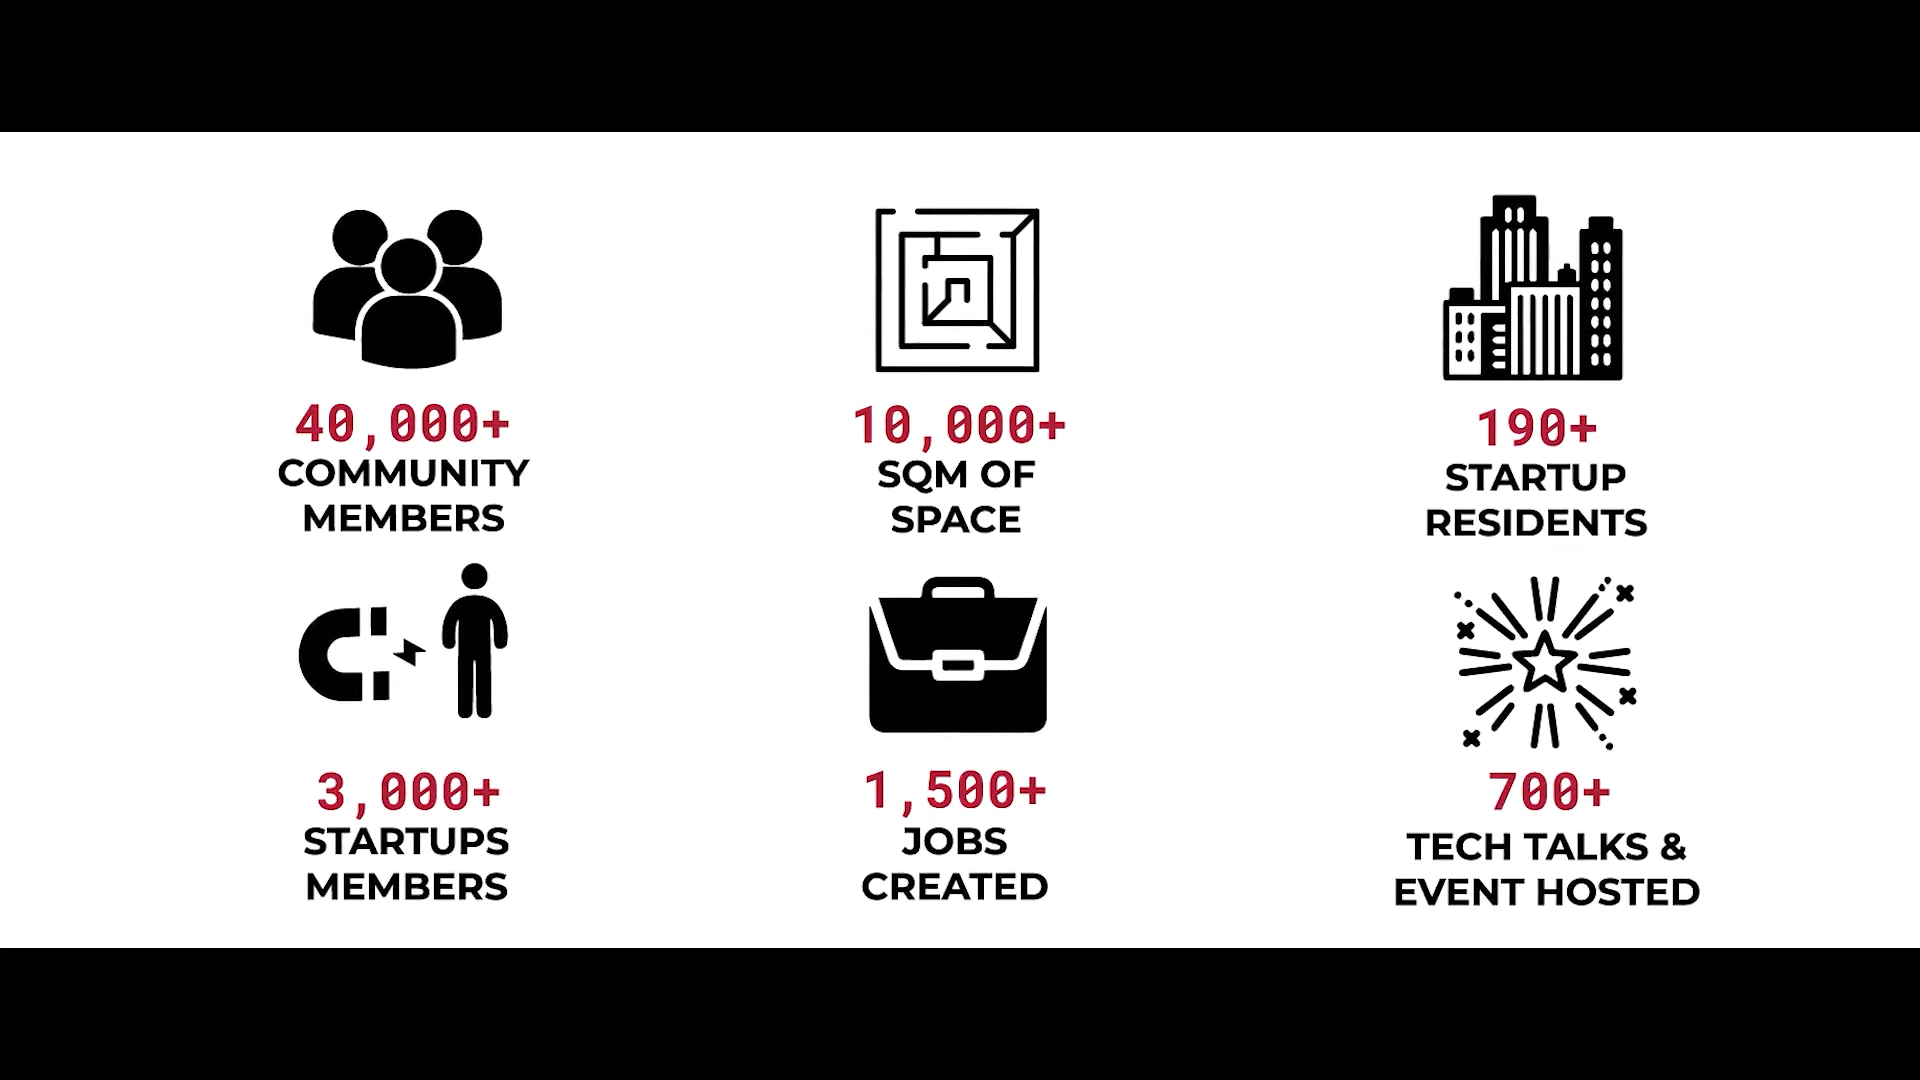 40,000+
COMMUNITY
MEMBERS
10,000+
SQM OF
SPACE
190+
STARTUP
RESIDENTS
3,000+
STARTUPS
MEMBERS
1,500+
JOBS
CREATED
700+
TECH TALKS &
EVENT HOSTED